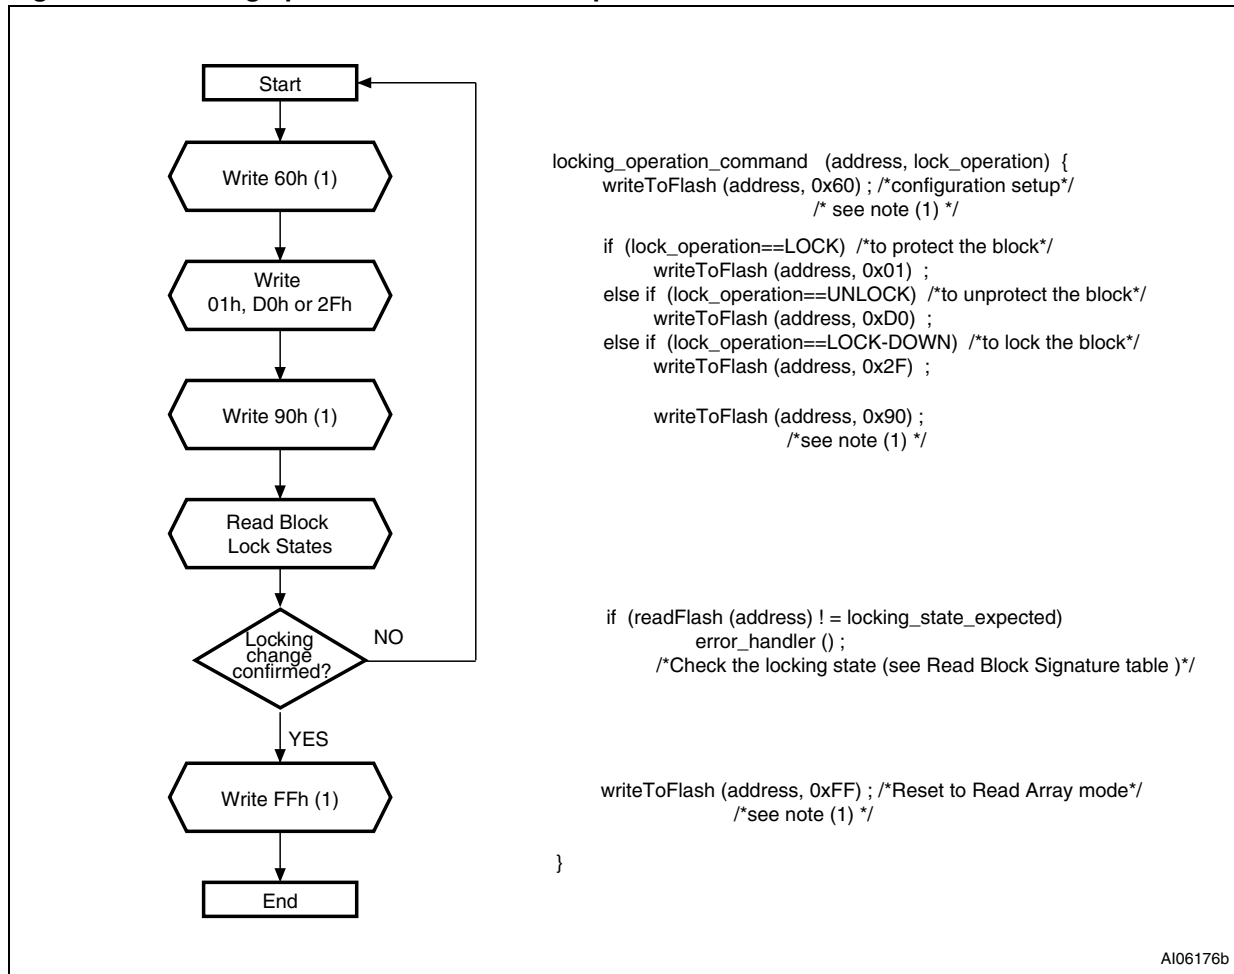 Start
Write 60h (1)
Write
01h, D0h or 2Fh
Write 90h (1)
Read Block
Lock States
Locking
change
confirmed?
NO
YES
Write FFh (1)
End
locking_operation_command (address, lock_operation) {
writeToFlash (address, 0x60) ; /*configuration setup*/
/* see note (1) */
if (lock_operation==LOCK) /*to protect the block*/
writeToFlash (address, 0x01) ;
else if (lock_operation==UNLOCK) /*to unprotect the block*/
writeToFlash (address, 0xD0) ;
else if (lock_operation==LOCK-DOWN) /*to lock the block*/
writeToFlash (address, 0x2F) ;
writeToFlash (address, 0x90) ;
/*see note (1) */
if (readFlash (address) ! = locking_state_expected)
error_handler () ;
/*Check the locking state (see Read Block Signature table )*/
writeToFlash (address, 0xFF) ; /*Reset to Read Array mode*/
/*see note (1) */
}
AI06176b